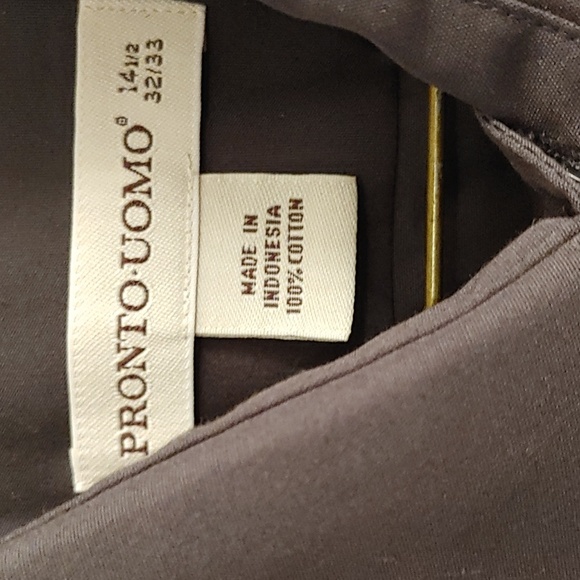 PRONTO·UOMO®
14 1/2
32/33
MADE IN
INDONESIA
100% COTTON